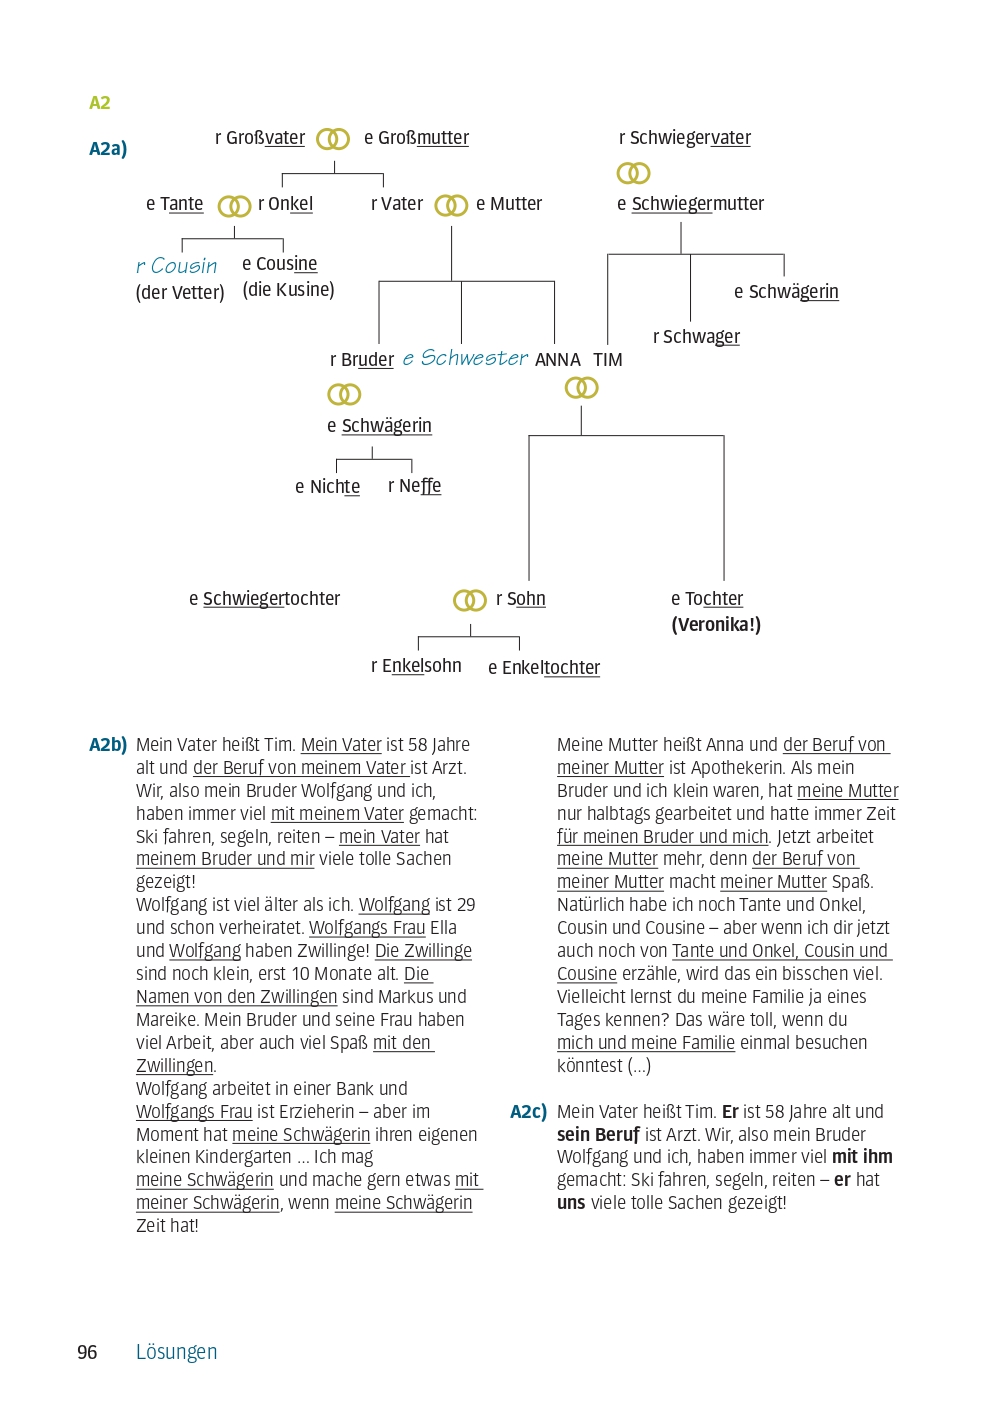 A2
A2a)
r Großvater e Großmutter r Schwiegervater
e Tante r Onkel r Vater e Mutter e Schwiegermutter
r Cousin e Cousine
(der Vetter) (die Kusine)
e Schwägerin
r Schwager
r Bruder e Schwester ANNA TIM
e Schwägerin
e Nichte r Neffe
e Schwiegertochter r Sohn e Tochter
(Veronika!)
r Enkelsohn e Enkeltochter
A2b) Mein Vater heißt Tim. Mein Vater ist 58 Jahre
alt und der Beruf von meinem Vater ist Arzt.
Wir, also mein Bruder Wolfgang und ich,
haben immer viel mit meinem Vater gemacht:
Ski fahren, segeln, reiten – mein Vater hat
meinem Bruder und mir viele tolle Sachen
gezeigt!
Wolfgang ist viel älter als ich. Wolfgang ist 29
und schon verheiratet. Wolfgangs Frau Ella
und Wolfgang haben Zwillinge! Die Zwillinge
sind noch klein, erst 10 Monate alt. Die
Namen von den Zwillingen sind Markus und
Mareike. Mein Bruder und seine Frau haben
viel Arbeit, aber auch viel Spaß mit den
Zwillingen.
Wolfgang arbeitet in einer Bank und
Wolfgangs Frau ist Erzieherin – aber im
Moment hat meine Schwägerin ihren eigenen
kleinen Kindergarten ... Ich mag
meine Schwägerin und mache gern etwas mit
meiner Schwägerin, wenn meine Schwägerin
Zeit hat!
Meine Mutter heißt Anna und der Beruf von
meiner Mutter ist Apothekerin. Als mein
Bruder und ich klein waren, hat meine Mutter
nur halbtags gearbeitet und hatte immer Zeit
für meinen Bruder und mich. Jetzt arbeitet
meine Mutter mehr, denn der Beruf von
meiner Mutter macht meiner Mutter Spaß.
Natürlich habe ich noch Tante und Onkel,
Cousin und Cousine – aber wenn ich dir jetzt
auch noch von Tante und Onkel, Cousin und
Cousine erzähle, wird das ein bisschen viel.
Vielleicht lernst du meine Familie ja eines
Tages kennen? Das wäre toll, wenn du
mich und meine Familie einmal besuchen
könntest (...)
A2c) Mein Vater heißt Tim. Er ist 58 Jahre alt und
sein Beruf ist Arzt. Wir, also mein Bruder
Wolfgang und ich, haben immer viel mit ihm
gemacht: Ski fahren, segeln, reiten – er hat
uns viele tolle Sachen gezeigt!
96 Lösungen